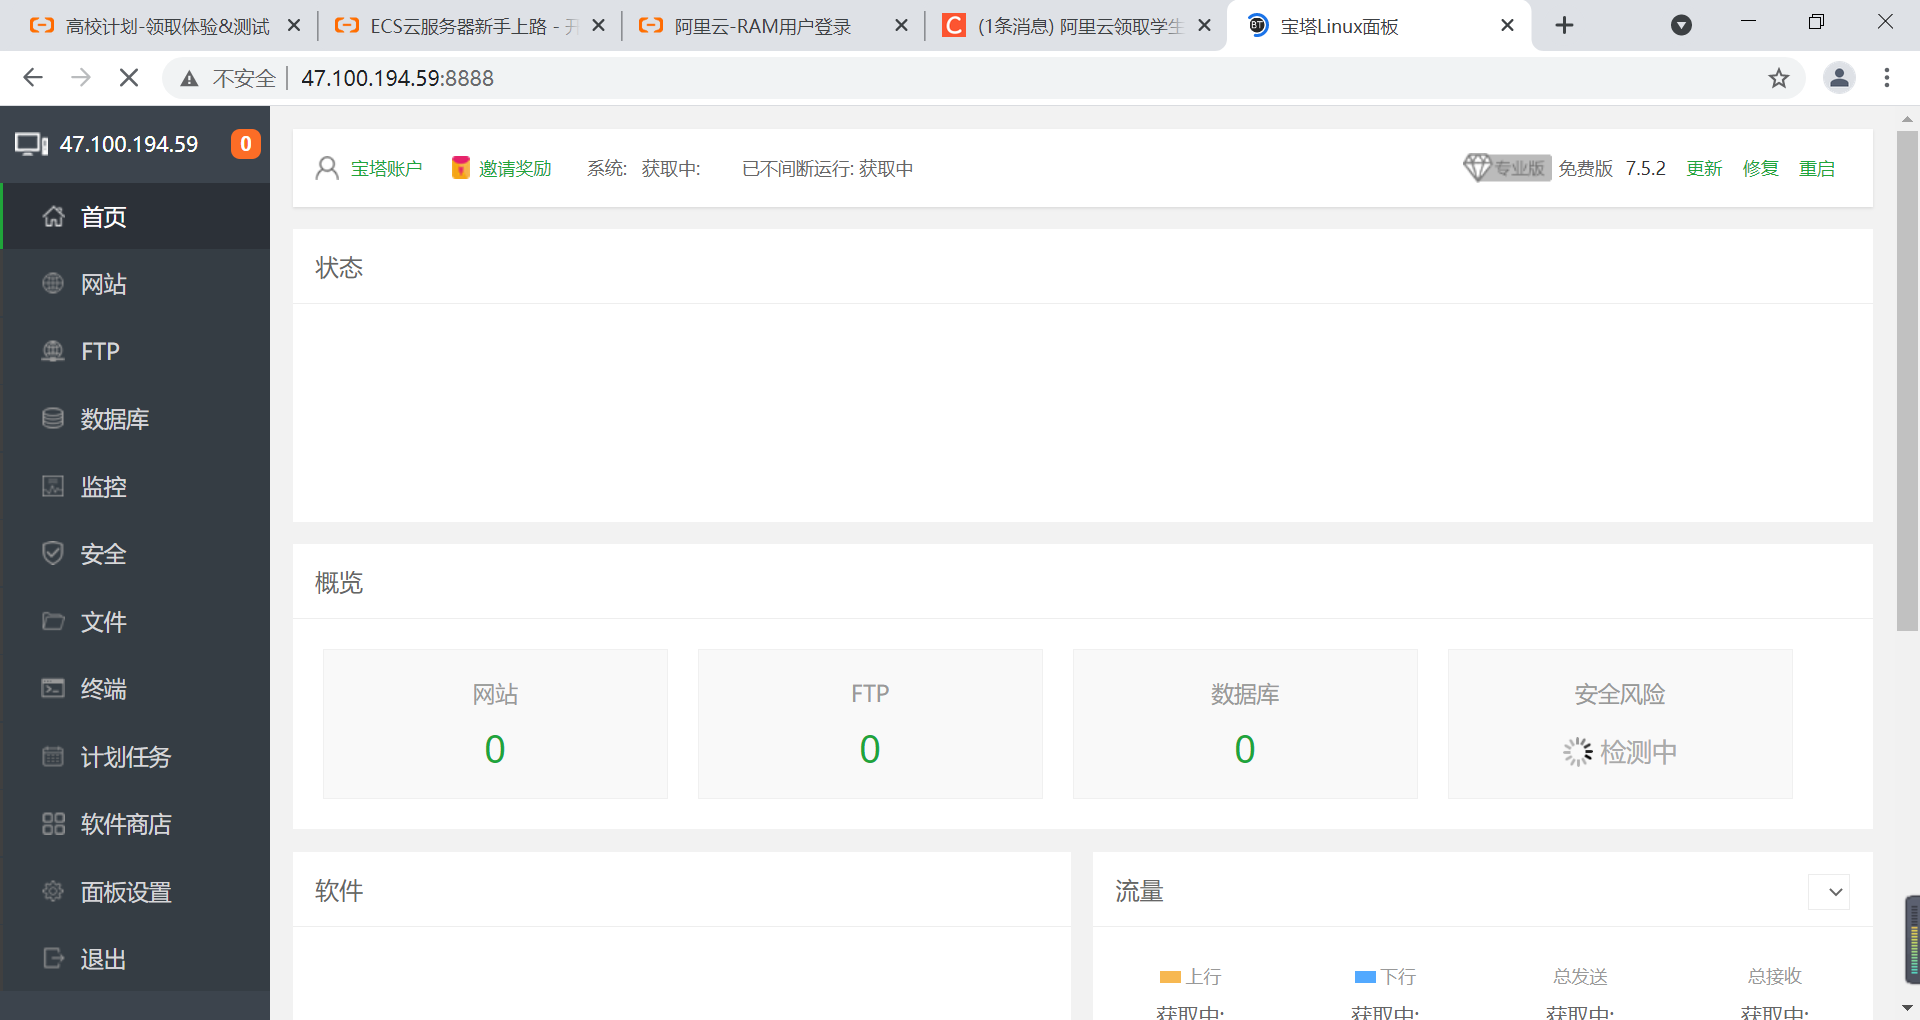 高校计划-领取体验&测试
ECS云服务器新手上路 - 开
阿里云-RAM用户登录
(1条消息) 阿里云领取学生
宝塔Linux面板
不安全 47.100.194.59:8888
47.100.194.59 0
首页
网站
FTP
数据库
监控
安全
文件
终端
计划任务
软件商店
面板设置
退出
宝塔账户 邀请奖励 系统: 获取中: 已不间断运行: 获取中
专业版 免费版 7.5.2 更新 修复 重启
状态
概览
网站
0
FTP
0
数据库
0
安全风险
检测中
软件
流量
上行 下行 总发送 总接收
获取中: 获取中: 获取中: 获取中: